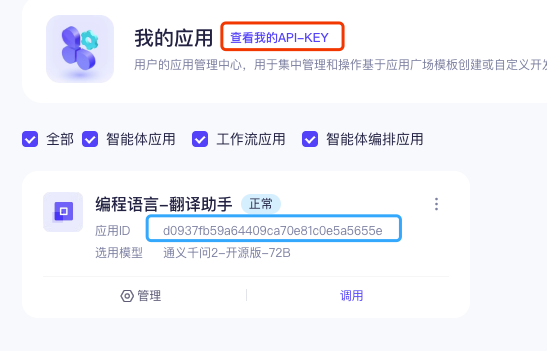 我的应用 查看我的API-KEY
用户的应用管理中心，用于集中管理和操作基于应用广场模板创建或自定义开
全部 智能体应用 工作流应用 智能体编排应用
编程语言-翻译助手 正常
应用ID d0937fb59a64409ca70e81c0e5a5655e
选用模型 通义千问2-开源版-72B
管理 调用